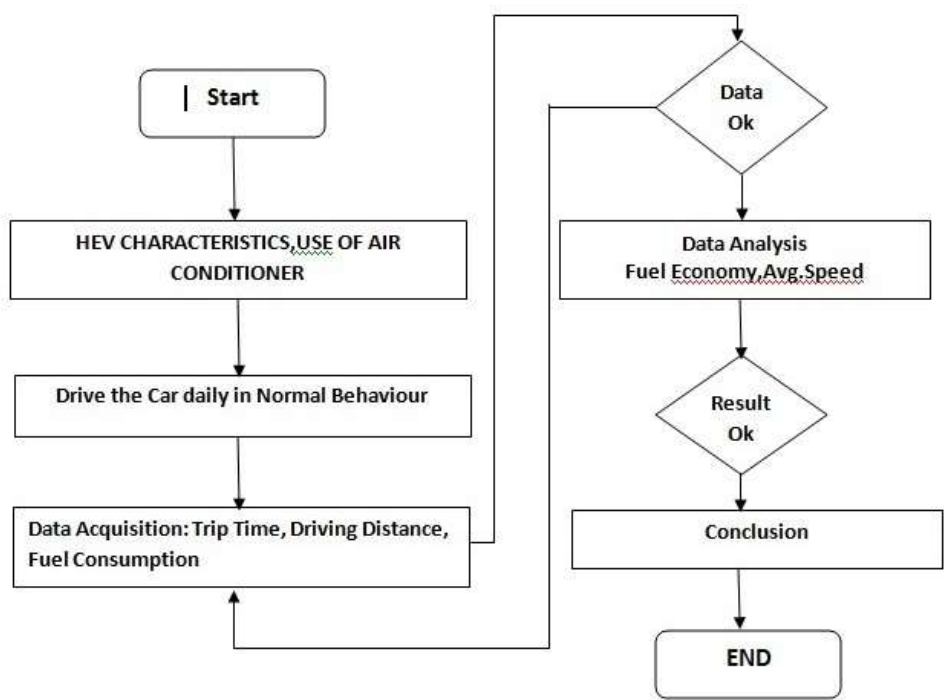 Start
HEV CHARACTERISTICS,USE OF AIR
CONDITIONER
Drive the Car daily in Normal Behaviour
Data Acquisition: Trip Time, Driving Distance,
Fuel Consumption
Data
Ok
Data Analysis
Fuel Economy,Avg.Speed
Result
Ok
Conclusion
END